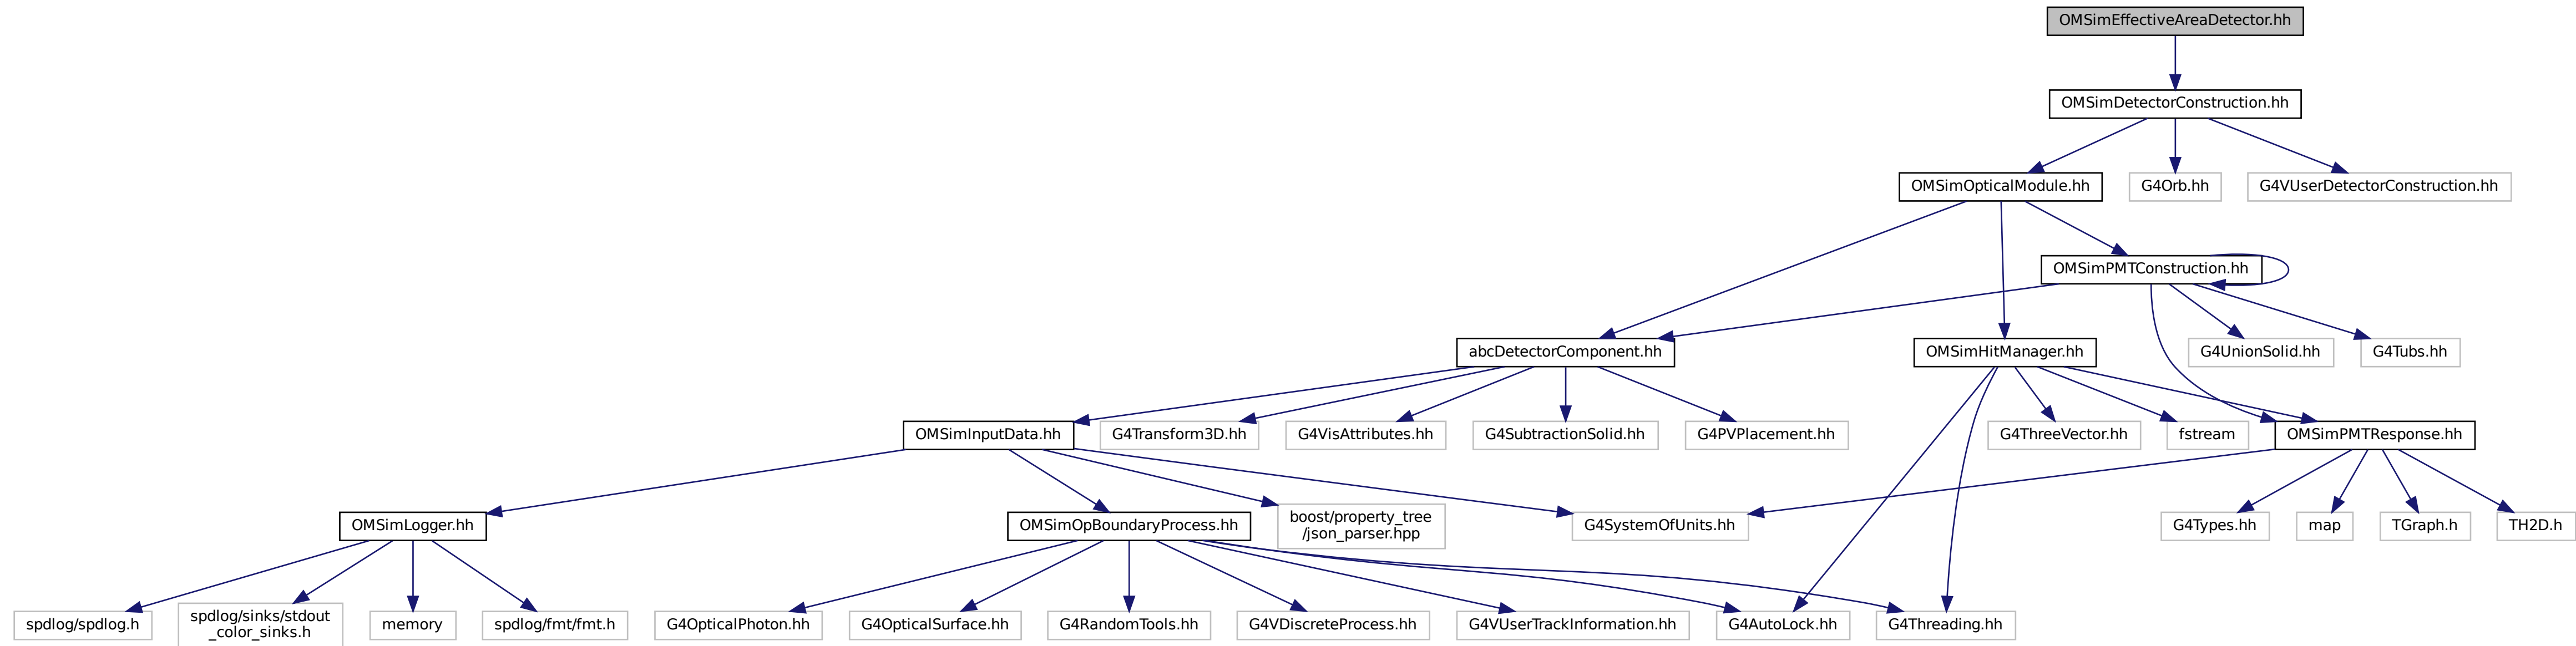 OMSimEffectiveAreaDetector.hh
OMSimDetectorConstruction.hh
OMSimOpticalModule.hh
G4Orb.hh
G4VUserDetectorConstruction.hh
OMSimPMTConstruction.hh
abcDetectorComponent.hh
OMSimHitManager.hh
G4UnionSolid.hh
G4Tubs.hh
OMSimInputData.hh
G4Transform3D.hh
G4VisAttributes.hh
G4SubtractionSolid.hh
G4PVPlacement.hh
G4ThreeVector.hh
fstream
OMSimPMTResponse.hh
OMSimLogger.hh
OMSimOpBoundaryProcess.hh
boost/property_tree
/json_parser.hpp
G4SystemOfUnits.hh
G4Types.hh
map
TGraph.h
TH2D.h
spdlog/spdlog.h
spdlog/sinks/stdout
_color_sinks.h
memory
spdlog/fmt/fmt.h
G4OpticalPhoton.hh
G4OpticalSurface.hh
G4RandomTools.hh
G4VDiscreteProcess.hh
G4VUserTrackInformation.hh
G4AutoLock.hh
G4Threading.hh